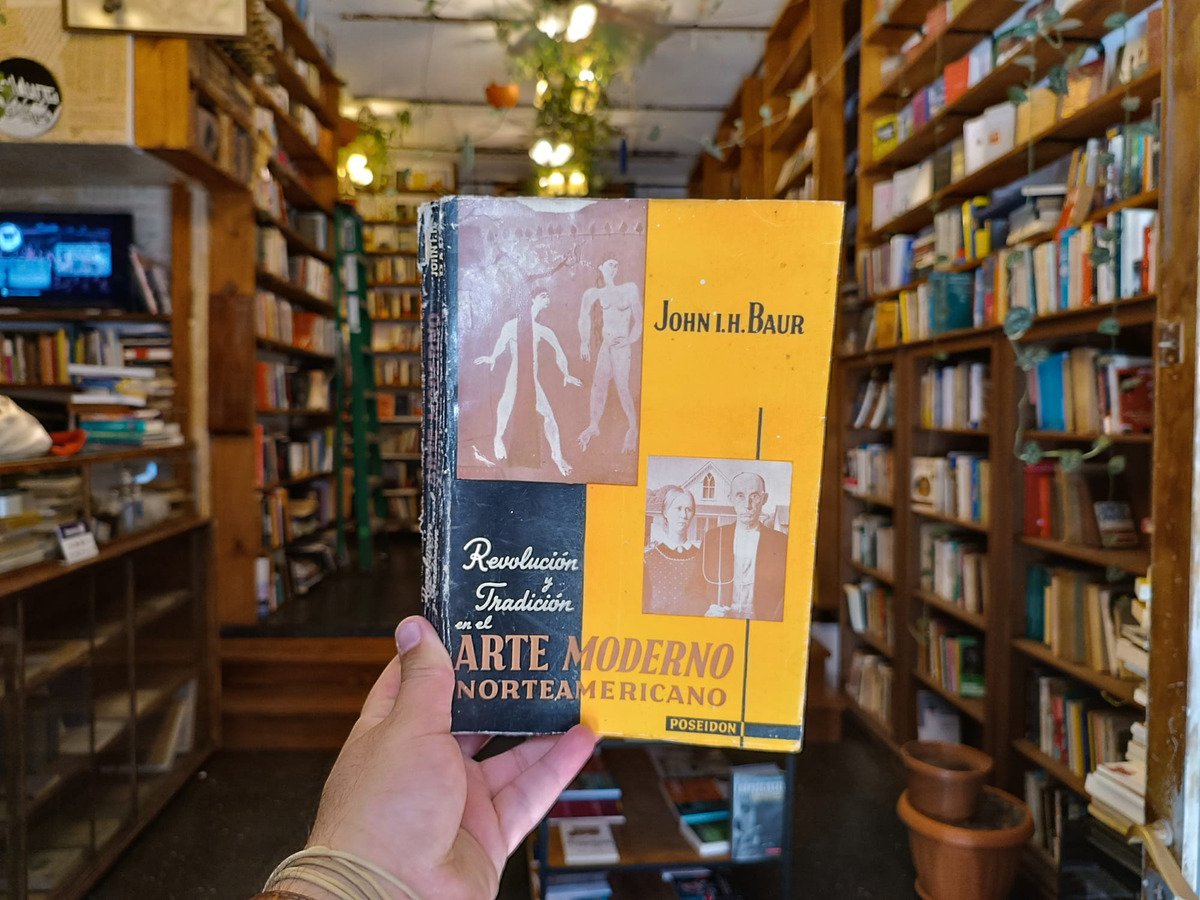 JOHN I.H. BAUR
Revolución
y
Tradición
en el
ARTE MODERNO
NORTEAMERICANO
POSEIDON